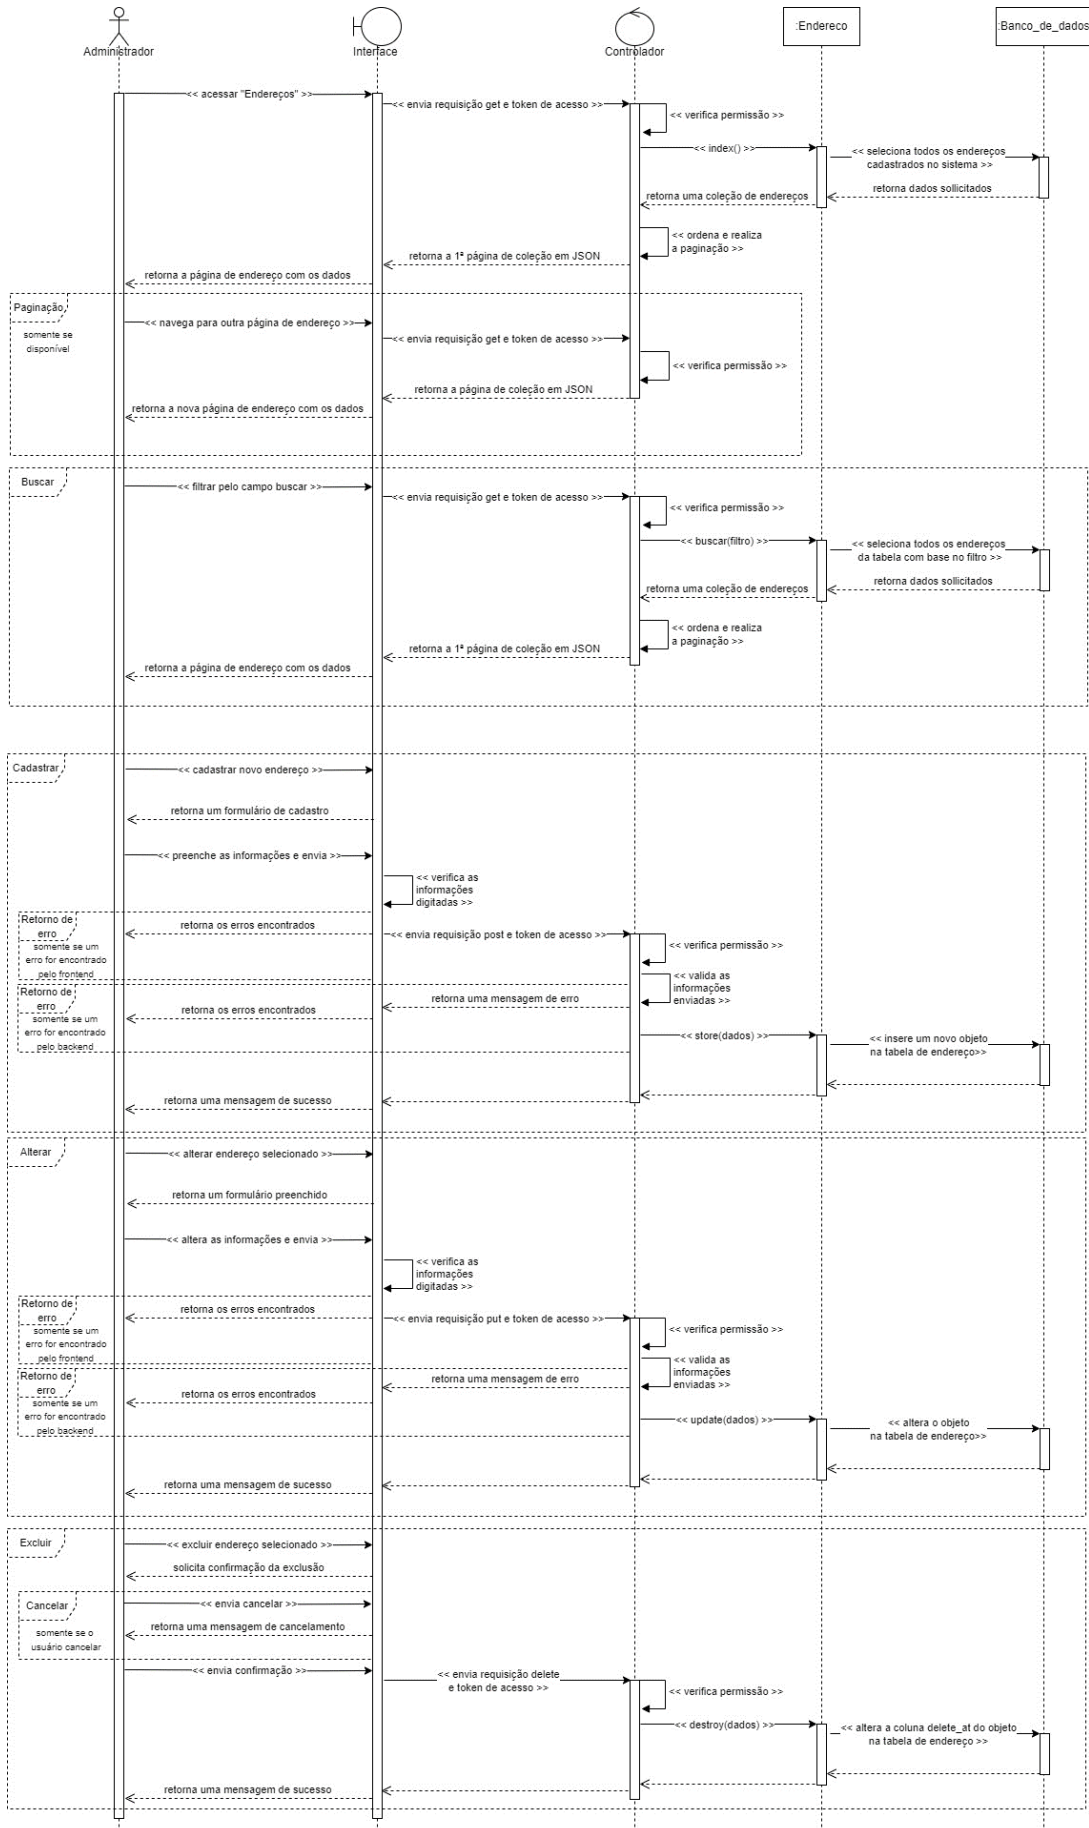 Administrador
Interface
Controlador
:Endereco
:Banco_de_dados
<< acessar "Endereços" >>
<< envia requisição get e token de acesso >>
<< verifica permissão >>
<< index() >>
<< seleciona todos os endereços
cadastrados no sistema >>
retorna dados sollicitados
retorna uma coleção de endereços
<< ordena e realiza
a paginação >>
retorna a 1ª página de coleção em JSON
retorna a página de endereço com os dados
Paginação
somente se
disponível
<< navega para outra página de endereço >>
<< envia requisição get e token de acesso >>
<< verifica permissão >>
retorna a página de coleção em JSON
retorna a nova página de endereço com os dados
Buscar
<< filtrar pelo campo buscar >>
<< envia requisição get e token de acesso >>
<< verifica permissão >>
<< buscar(filtro) >>
<< seleciona todos os endereços
da tabela com base no filtro >>
retorna dados sollicitados
retorna uma coleção de endereços
<< ordena e realiza
a paginação >>
retorna a 1ª página de coleção em JSON
retorna a página de endereço com os dados
Cadastrar
<< cadastrar novo endereço >>
retorna um formulário de cadastro
<< preenche as informações e envia >>
<< verifica as
informações
digitadas >>
Retorno de
erro
somente se um
erro for encontrado
pelo frontend
retorna os erros encontrados
<< envia requisição post e token de acesso >>
<< verifica permissão >>
<< valida as
informações
enviadas >>
Retorno de
erro
somente se um
erro for encontrado
pelo backend
retorna uma mensagem de erro
retorna os erros encontrados
<< store(dados) >>
<< insere um novo objeto
na tabela de endereço>>
retorna uma mensagem de sucesso
Alterar
<< alterar endereço selecionado >>
retorna um formulário preenchido
<< altera as informações e envia >>
<< verifica as
informações
digitadas >>
Retorno de
erro
somente se um
erro for encontrado
pelo frontend
retorna os erros encontrados
<< envia requisição put e token de acesso >>
<< verifica permissão >>
<< valida as
informações
enviadas >>
Retorno de
erro
somente se um
erro for encontrado
pelo backend
retorna uma mensagem de erro
retorna os erros encontrados
<< update(dados) >>
<< altera o objeto
na tabela de endereço>>
retorna uma mensagem de sucesso
Excluir
<< excluir endereço selecionado >>
solicita confirmação da exclusão
Cancelar
somente se o
usuário cancelar
<< envia cancelar >>
retorna uma mensagem de cancelamento
<< envia confirmação >>
<< envia requisição delete
e token de acesso >>
<< verifica permissão >>
<< destroy(dados) >>
<< altera a coluna delete_at do objeto
na tabela de endereço >>
retorna uma mensagem de sucesso